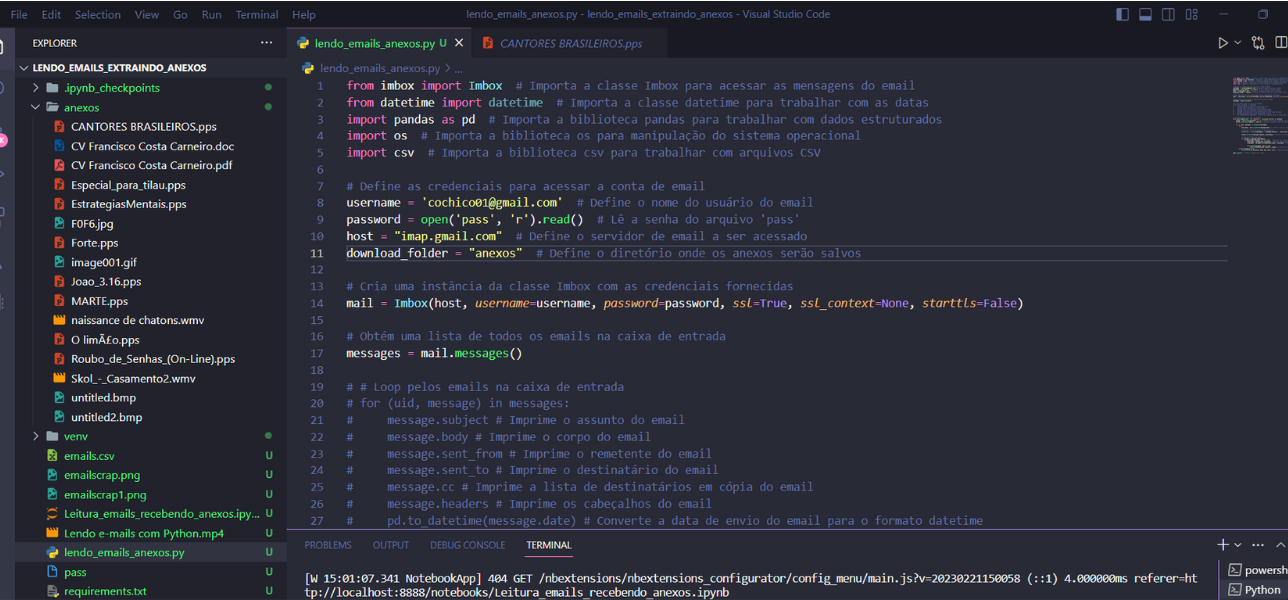 File Edit Selection View Go Run Terminal Help
lendo_emails_anexos.py - lendo_emails_extraindo_anexos - Visual Studio Code
EXPLORER
LENDO_EMAILS_EXTRAINDO_ANEXOS
.ipynb_checkpoints
anexos
CANTORES BRASILEIROS.pps
CV Francisco Costa Carneiro.doc
CV Francisco Costa Carneiro.pdf
Especial_para_tilau.pps
EstrategiasMentais.pps
F0F6.jpg
Forte.pps
image001.gif
Joao_3.16.pps
MARTE.pps
naissance de chatons.wmv
O limÃ£o.pps
Roubo_de_Senhas_(On-Line).pps
Skol_-_Casamento2.wmv
untitled.bmp
untitled2.bmp
venv
emails.csv U
emailscrap.png U
emailscrap1.png U
Leitura_emails_recebendo_anexos.ipy... U
Lendo e-mails com Python.mp4 U
lendo_emails_anexos.py U
pass U
requirements.txt U
lendo_emails_anexos.py U
CANTORES BRASILEIROS.pps
lendo_emails_anexos.py > ...
1 from imbox import Imbox # Importa a classe Imbox para acessar as mensagens do email
2 from datetime import datetime # Importa a classe datetime para trabalhar com as datas
3 import pandas as pd # Importa a biblioteca pandas para trabalhar com dados estruturados
4 import os # Importa a biblioteca os para manipulação do sistema operacional
5 import csv # Importa a biblioteca csv para trabalhar com arquivos CSV
6
7 # Define as credenciais para acessar a conta de email
8 username = 'cochico01@gmail.com' # Define o nome do usuário do email
9 password = open('pass', 'r').read() # Lê a senha do arquivo 'pass'
10 host = "imap.gmail.com" # Define o servidor de email a ser acessado
11 download_folder = "anexos" # Define o diretório onde os anexos serão salvos
12
13 # Cria uma instância da classe Imbox com as credenciais fornecidas
14 mail = Imbox(host, username=username, password=password, ssl=True, ssl_context=None, starttls=False)
15
16 # Obtém uma lista de todos os emails na caixa de entrada
17 messages = mail.messages()
18
19 # # Loop pelos emails na caixa de entrada
20 # for (uid, message) in messages:
21 # message.subject # Imprime o assunto do email
22 # message.body # Imprime o corpo do email
23 # message.sent_from # Imprime o remetente do email
24 # message.sent_to # Imprime o destinatário do email
25 # message.cc # Imprime a lista de destinatários em cópia do email
26 # message.headers # Imprime os cabeçalhos do email
27 # pd.to_datetime(message.date) # Converte a data de envio do email para o formato datetime
PROBLEMS OUTPUT DEBUG CONSOLE TERMINAL
[W 15:01:07.341 NotebookApp] 404 GET /nbextensions/nbextensions_configurator/config_menu/main.js?v=20230221150058 (::1) 4.000000ms referer=ht
tp://localhost:8888/notebooks/Leitura_emails_recebendo_anexos.ipynb
powersh
Python